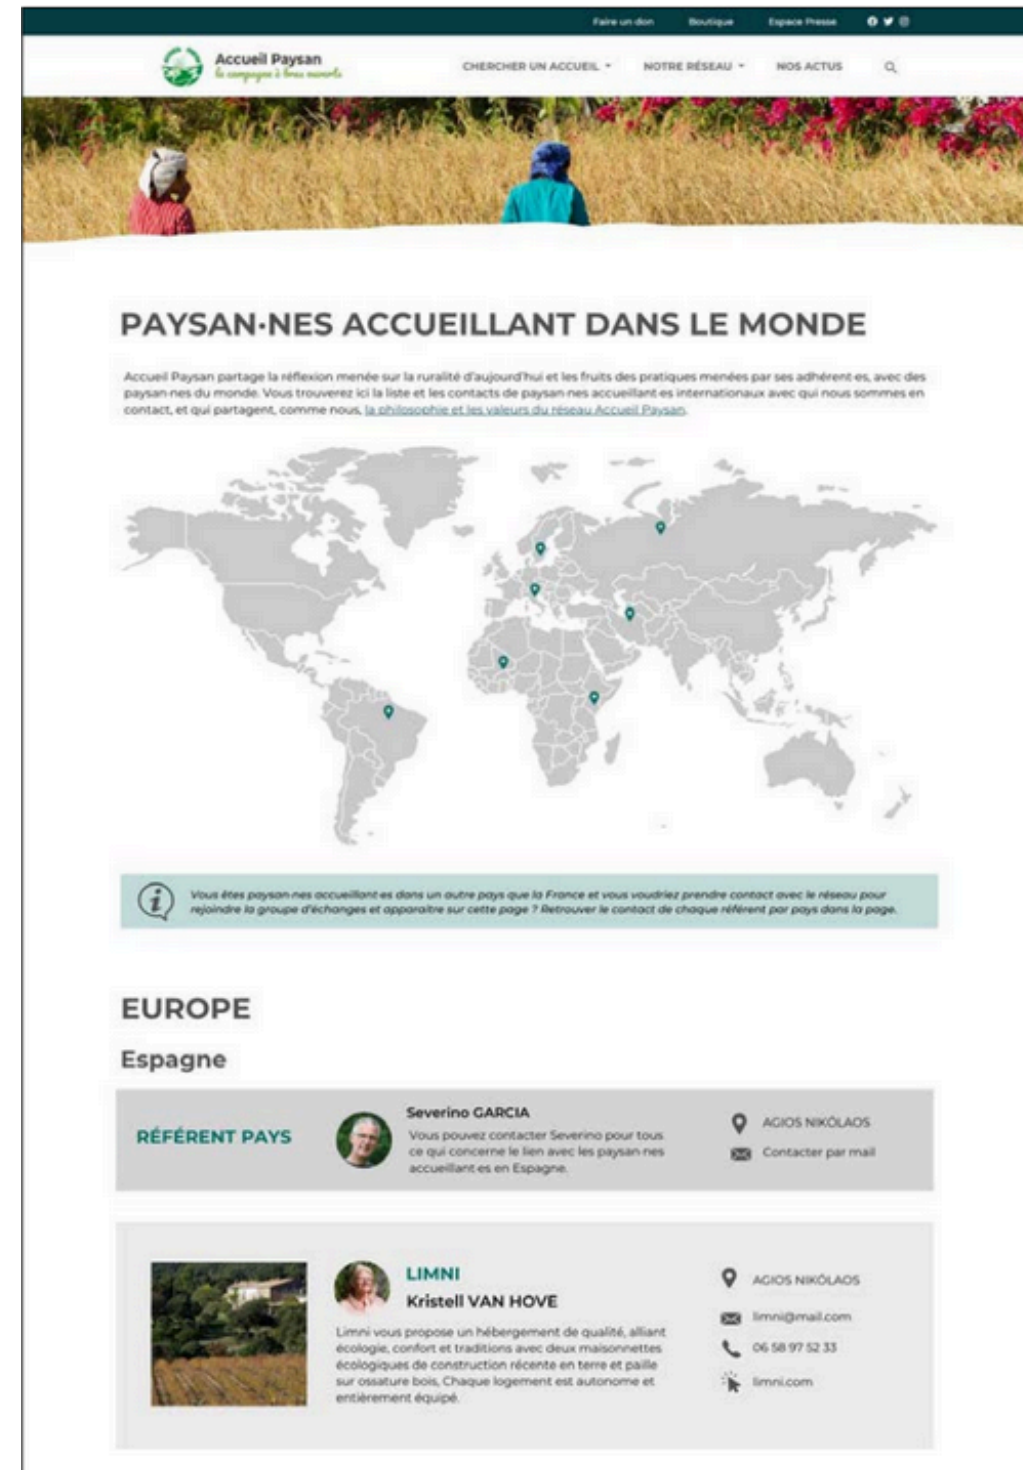 Faire un don Boutique Espace Presse
Accueil Paysan
la campagne à bras ouverts
CHERCHER UN ACCUEIL NOTRE RÉSEAU NOS ACTUS
PAYSAN·NES ACCUEILLANT DANS LE MONDE
Accueil Paysan partage la réflexion menée sur la ruralité d'aujourd'hui et les fruits des pratiques menées par ses adhérent·es, avec des
paysan·nes du monde. Vous trouverez ici la liste et les contacts de paysan·nes accueillant·es internationaux avec qui nous sommes en
contact, et qui partagent, comme nous, la philosophie et les valeurs du réseau Accueil Paysan.
Vous êtes paysan·nes accueillant·es dans un autre pays que la France et vous voudriez prendre contact avec le réseau pour
rejoindre la groupe d'échanges et apparaitre sur cette page ? Retrouver le contact de chaque référent par pays dans la page.
EUROPE
Espagne
RÉFÉRENT PAYS
Severino GARCIA
Vous pouvez contacter Severino pour tous
ce qui concerne le lien avec les paysan·nes
accueillant·es en Espagne.
AGIOS NIKÓLAOS
Contacter par mail
LIMNI
Kristell VAN HOVE
Limni vous propose un hébergement de qualité, alliant
écologie, confort et traditions avec deux maisonnettes
écologiques de construction récente en terre et paille
sur ossature bois, Chaque logement est autonome et
entièrement équipé.
AGIOS NIKÓLAOS
limni@mail.com
06 58 97 52 33
limni.com